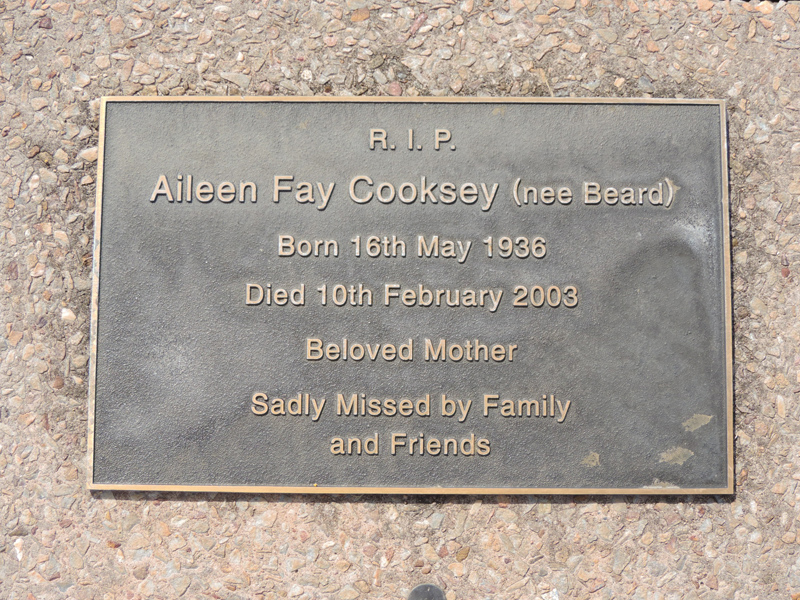 R. I. P.
Aileen Fay Cooksey (nee Beard)
Born 16th May 1936
Died 10th February 2003
Beloved Mother
Sadly Missed by Family
and Friends